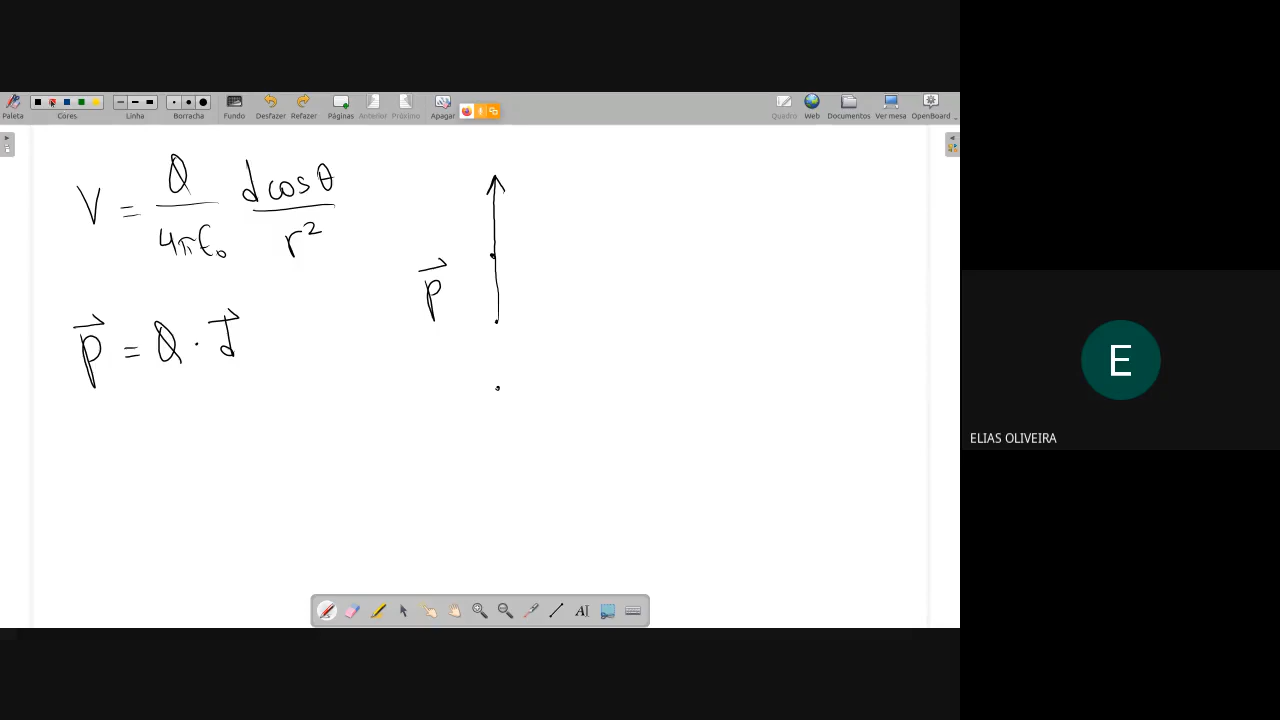 Paleta Cores Linha Borracha Fundo Desfazer Refazer Páginas Anterior Próximo Apagar Quadro Web Documentos Ver mesa OpenBoard
V = Q/4πε₀ d cos θ/r²
p⃗
p⃗ = Q · d⃗
E
ELIAS OLIVEIRA
AI